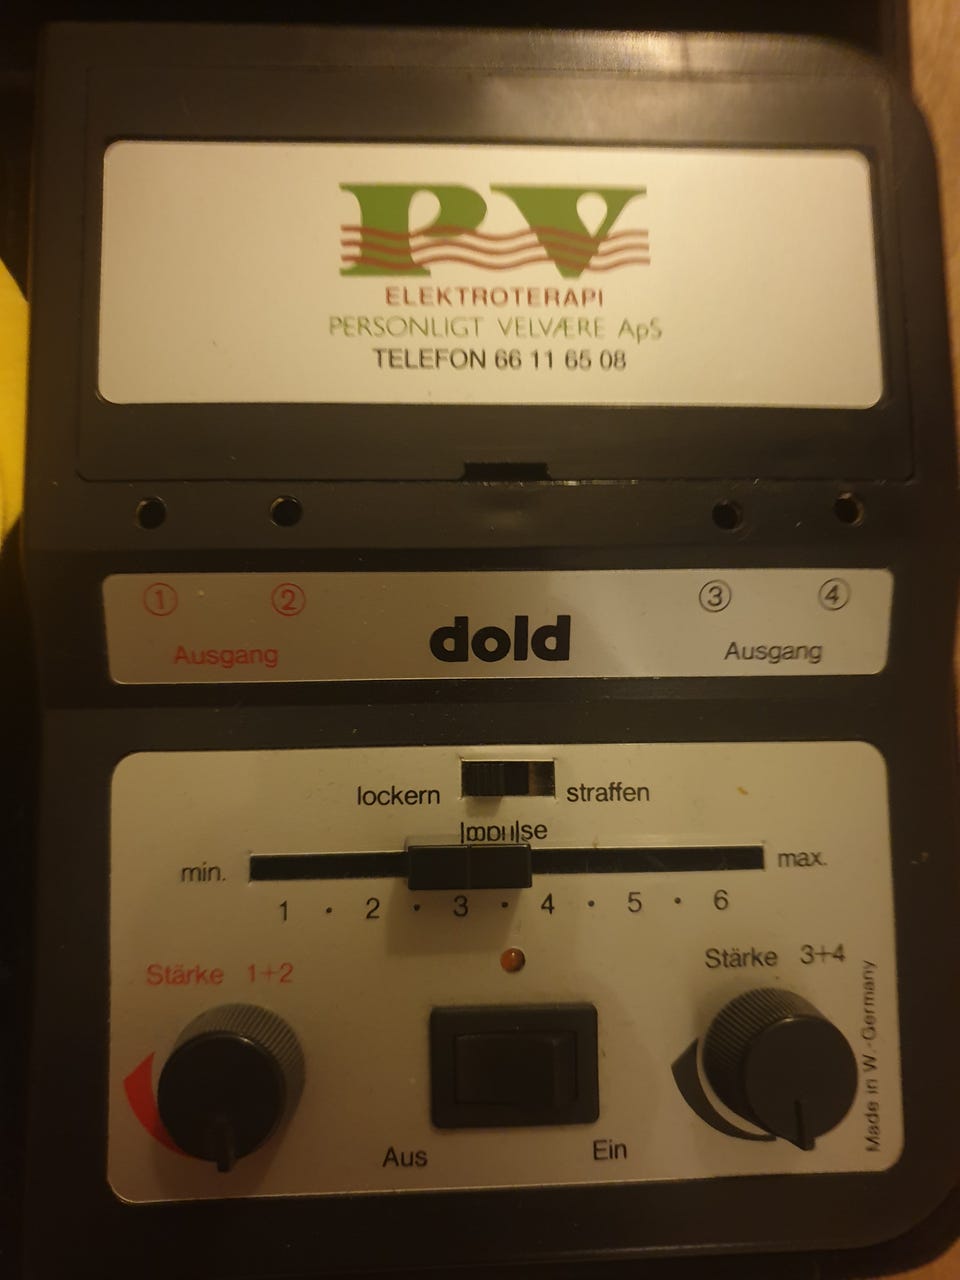 PV
ELEKTROTERAPI
PERSONLIGT VELVÆRE ApS
TELEFON 66 11 65 08
① ② ③ ④
Ausgang dold Ausgang
lockern straffen
Impulse
min. max.
1 · 2 · 3 · 4 · 5 · 6
Stärke 1+2 Stärke 3+4
Aus Ein
Made in W.-Germany